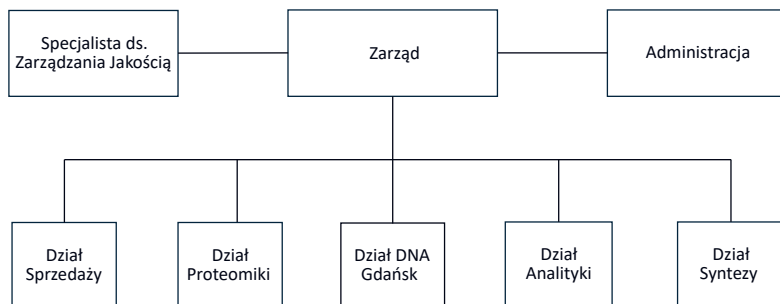 Specjalista ds.
Zarządzania Jakością
Zarząd
Administracja
Dział
Sprzedaży
Dział
Proteomiki
Dział DNA
Gdańsk
Dział
Analityki
Dział
Syntezy